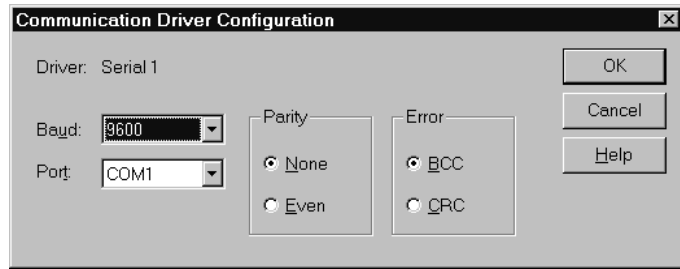 Communication Driver Configuration
Driver: Serial 1
Baud: 9600
Port: COM1
Parity
None
Even
Error
BCC
CRC
OK
Cancel
Help